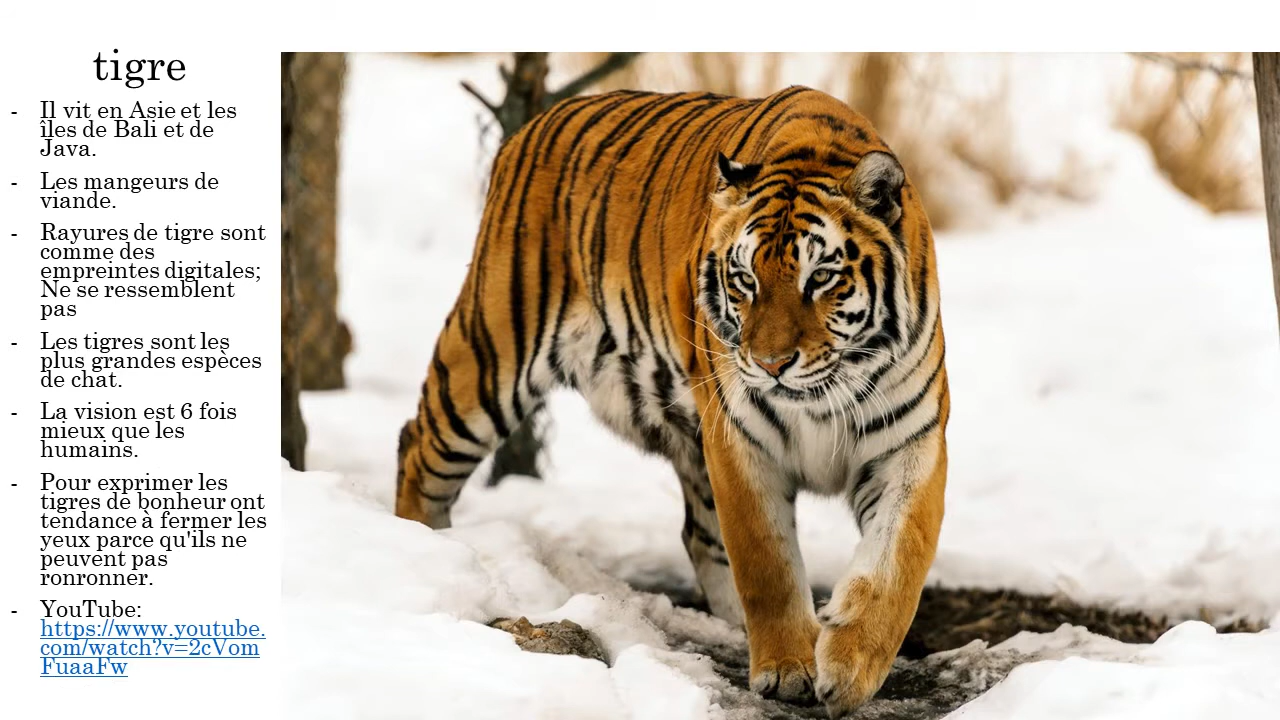 tigre
- Il vit en Asie et les
îles de Bali et de
Java.
- Les mangeurs de
viande.
- Rayures de tigre sont
comme des
empreintes digitales;
Ne se ressemblent
pas
- Les tigres sont les
plus grandes espèces
de chat.
- La vision est 6 fois
mieux que les
humains.
- Pour exprimer les
tigres de bonheur ont
tendance à fermer les
yeux parce qu'ils ne
peuvent pas
ronronner.
- YouTube:
https://www.youtube.
com/watch?v=2cVom
FuaaFw